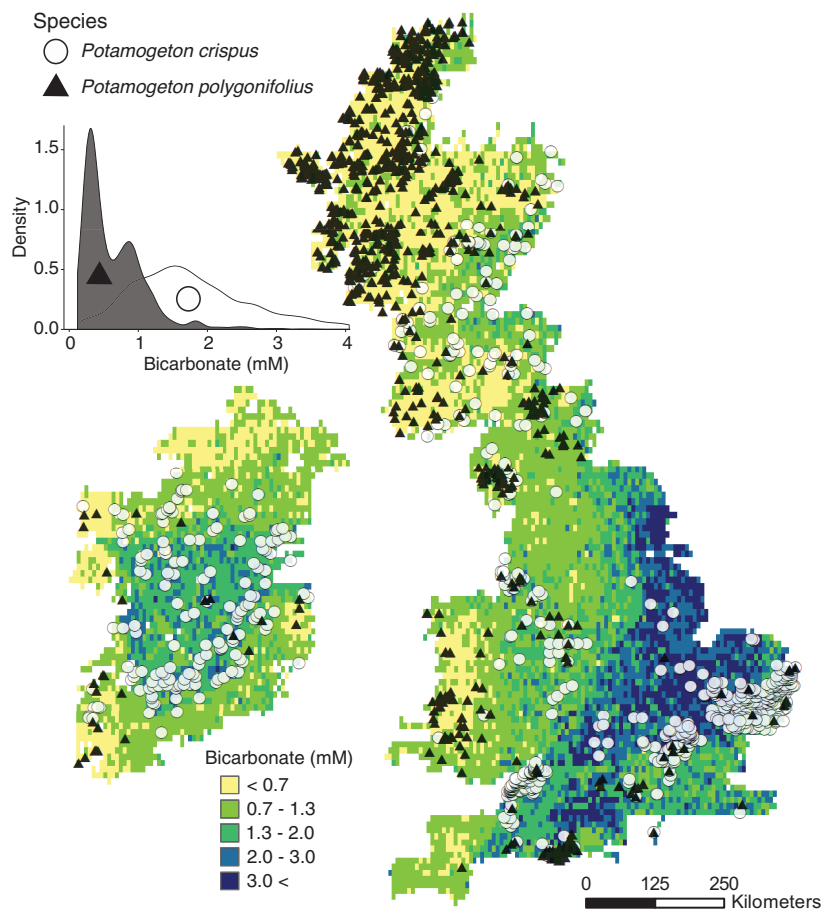 Species
Potamogeton crispus
Potamogeton polygonifolius
1.5
1.0
0.5
0.0
Density
0 1 2 3 4
Bicarbonate (mM)
Bicarbonate (mM)
< 0.7
0.7 - 1.3
1.3 - 2.0
2.0 - 3.0
3.0 <
0 125 250
Kilometers